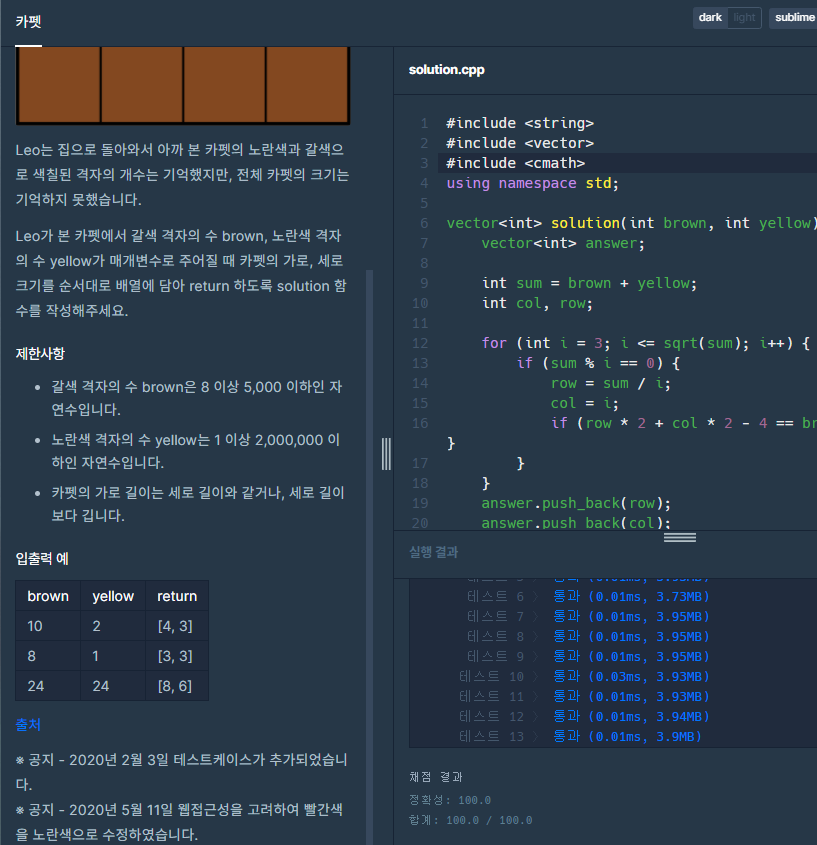 카펫
dark light sublime
Leo는 집으로 돌아와서 아까 본 카펫의 노란색과 갈색으
로 색칠된 격자의 개수는 기억했지만, 전체 카펫의 크기는
기억하지 못했습니다.
Leo가 본 카펫에서 갈색 격자의 수 brown, 노란색 격자
의 수 yellow가 매개변수로 주어질 때 카펫의 가로, 세로
크기를 순서대로 배열에 담아 return 하도록 solution 함
수를 작성해주세요.
제한사항
• 갈색 격자의 수 brown은 8 이상 5,000 이하인 자
연수입니다.
• 노란색 격자의 수 yellow는 1 이상 2,000,000 이
하인 자연수입니다.
• 카펫의 가로 길이는 세로 길이와 같거나, 세로 길이
보다 깁니다.
입출력 예
brown yellow return
10 2 [4, 3]
8 1 [3, 3]
24 24 [8, 6]
출처
※ 공지 - 2020년 2월 3일 테스트케이스가 추가되었습니
다.
※ 공지 - 2020년 5월 11일 웹접근성을 고려하여 빨간색
을 노란색으로 수정하였습니다.
solution.cpp
1 #include <string>
2 #include <vector>
3 #include <cmath>
4 using namespace std;
5
6 vector<int> solution(int brown, int yellow)
7 vector<int> answer;
8
9 int sum = brown + yellow;
10 int col, row;
11
12 for (int i = 3; i <= sqrt(sum); i++) {
13 if (sum % i == 0) {
14 row = sum / i;
15 col = i;
16 if (row * 2 + col * 2 - 4 == br
}
17 }
18 }
19 answer.push_back(row);
20 answer.push_back(col);
실행 결과
테스트 5 〉 통과 (0.01ms, 3.93MB)
테스트 6 〉 통과 (0.01ms, 3.73MB)
테스트 7 〉 통과 (0.01ms, 3.95MB)
테스트 8 〉 통과 (0.01ms, 3.95MB)
테스트 9 〉 통과 (0.01ms, 3.95MB)
테스트 10 〉 통과 (0.03ms, 3.93MB)
테스트 11 〉 통과 (0.01ms, 3.93MB)
테스트 12 〉 통과 (0.01ms, 3.94MB)
테스트 13 〉 통과 (0.01ms, 3.9MB)
채점 결과
정확성: 100.0
합계: 100.0 / 100.0